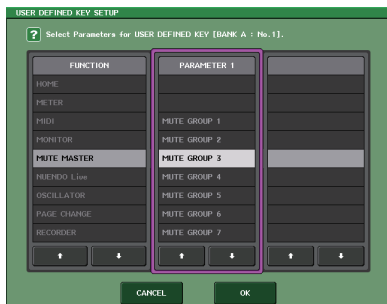 USER DEFINED KEY SETUP
? Select Parameters for USER DEFINED KEY [BANK A : No.1].
FUNCTION
HOME
METER
MIDI
MONITOR
MUTE MASTER
NUENDO Live
OSCILLATOR
PAGE CHANGE
RECORDER
PARAMETER 1
MUTE GROUP 1
MUTE GROUP 2
MUTE GROUP 3
MUTE GROUP 4
MUTE GROUP 5
MUTE GROUP 6
MUTE GROUP 7
CANCEL OK